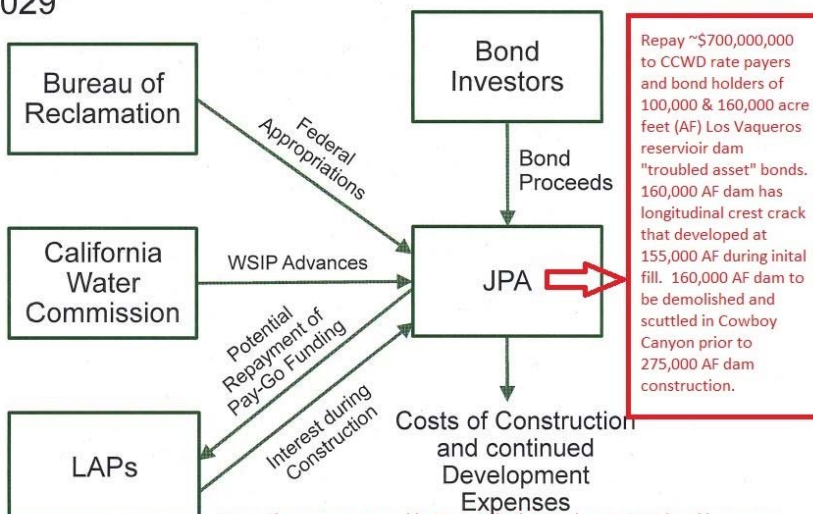 029
Bureau of
Reclamation
Federal
Appropriations
Bond
Investors
Bond
Proceeds
Repay ~$700,000,000
to CCWD rate payers
and bond holders of
100,000 & 160,000 acre
feet (AF) Los Vaqueros
reservioir dam
"troubled asset" bonds.
160,000 AF dam has
longitudinal crest crack
that developed at
155,000 AF during inital
fill. 160,000 AF dam to
be demolished and
scuttled in Cowboy
Canyon prior to
275,000 AF dam
construction.
California
Water
Commission
WSIP Advances
JPA
Potential
Repayment of
Pay-Go Funding
Interest during
Construction
LAPs
Costs of Construction
and continued
Development
Expenses